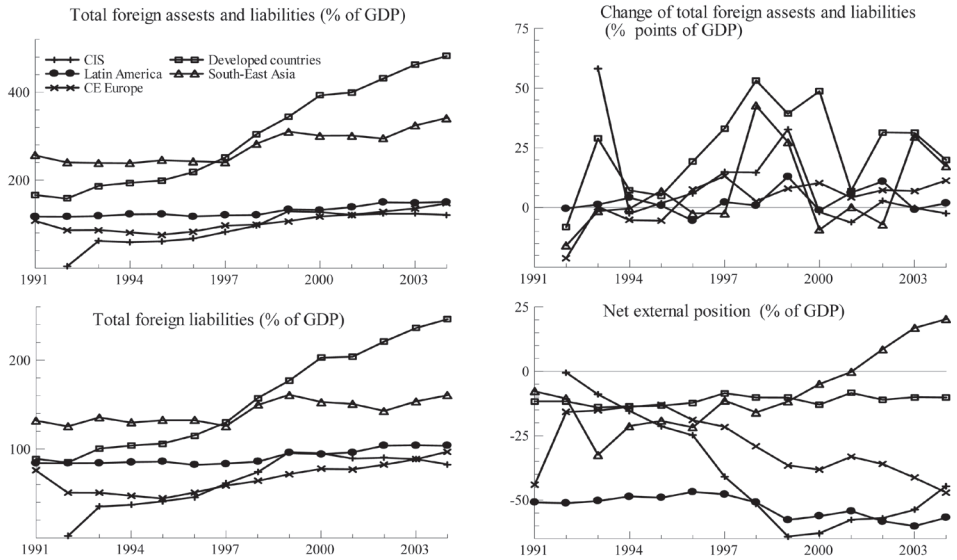 Total foreign assests and liabilities (% of GDP)
400
200
CIS
Latin America
CE Europe
Developed countries
South-East Asia
1991 1994 1997 2000 2003
Change of total foreign assests and liabilities
(% points of GDP)
75
50
25
0
1991 1994 1997 2000 2003
Total foreign liabilities (% of GDP)
200
100
1991 1994 1997 2000 2003
Net external position (% of GDP)
25
0
-25
-50
1991 1994 1997 2000 2003